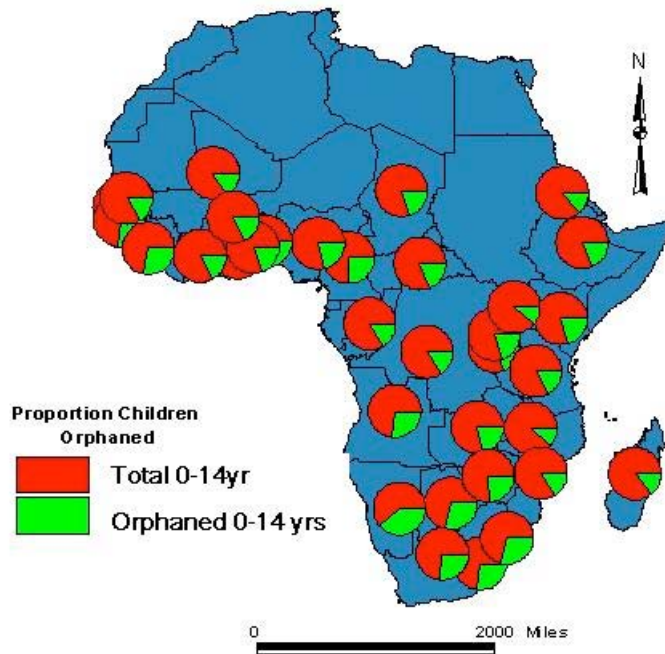 N
Proportion Children
Orphaned
Total 0-14yr
Orphaned 0-14 yrs
0 2000 Miles